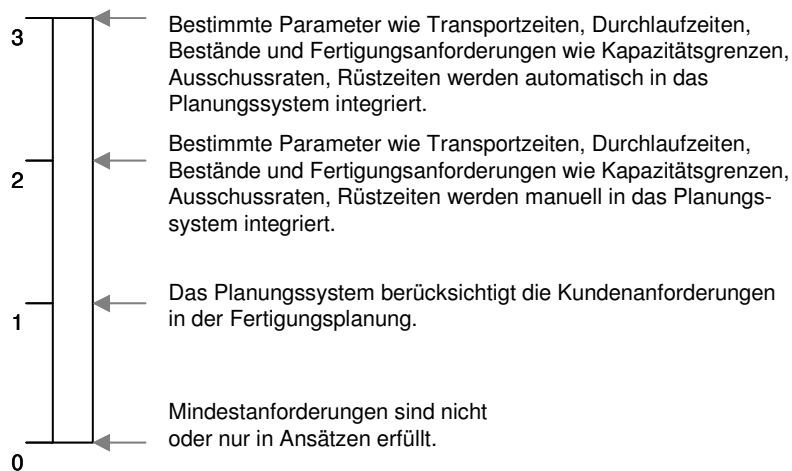 3
Bestimmte Parameter wie Transportzeiten, Durchlaufzeiten,
Bestände und Fertigungsanforderungen wie Kapazitätsgrenzen,
Ausschussraten, Rüstzeiten werden automatisch in das
Planungssystem integriert.
2
Bestimmte Parameter wie Transportzeiten, Durchlaufzeiten,
Bestände und Fertigungsanforderungen wie Kapazitätsgrenzen,
Ausschussraten, Rüstzeiten werden manuell in das Planungs-
system integriert.
1
Das Planungssystem berücksichtigt die Kundenanforderungen
in der Fertigungsplanung.
0
Mindestanforderungen sind nicht
oder nur in Ansätzen erfüllt.